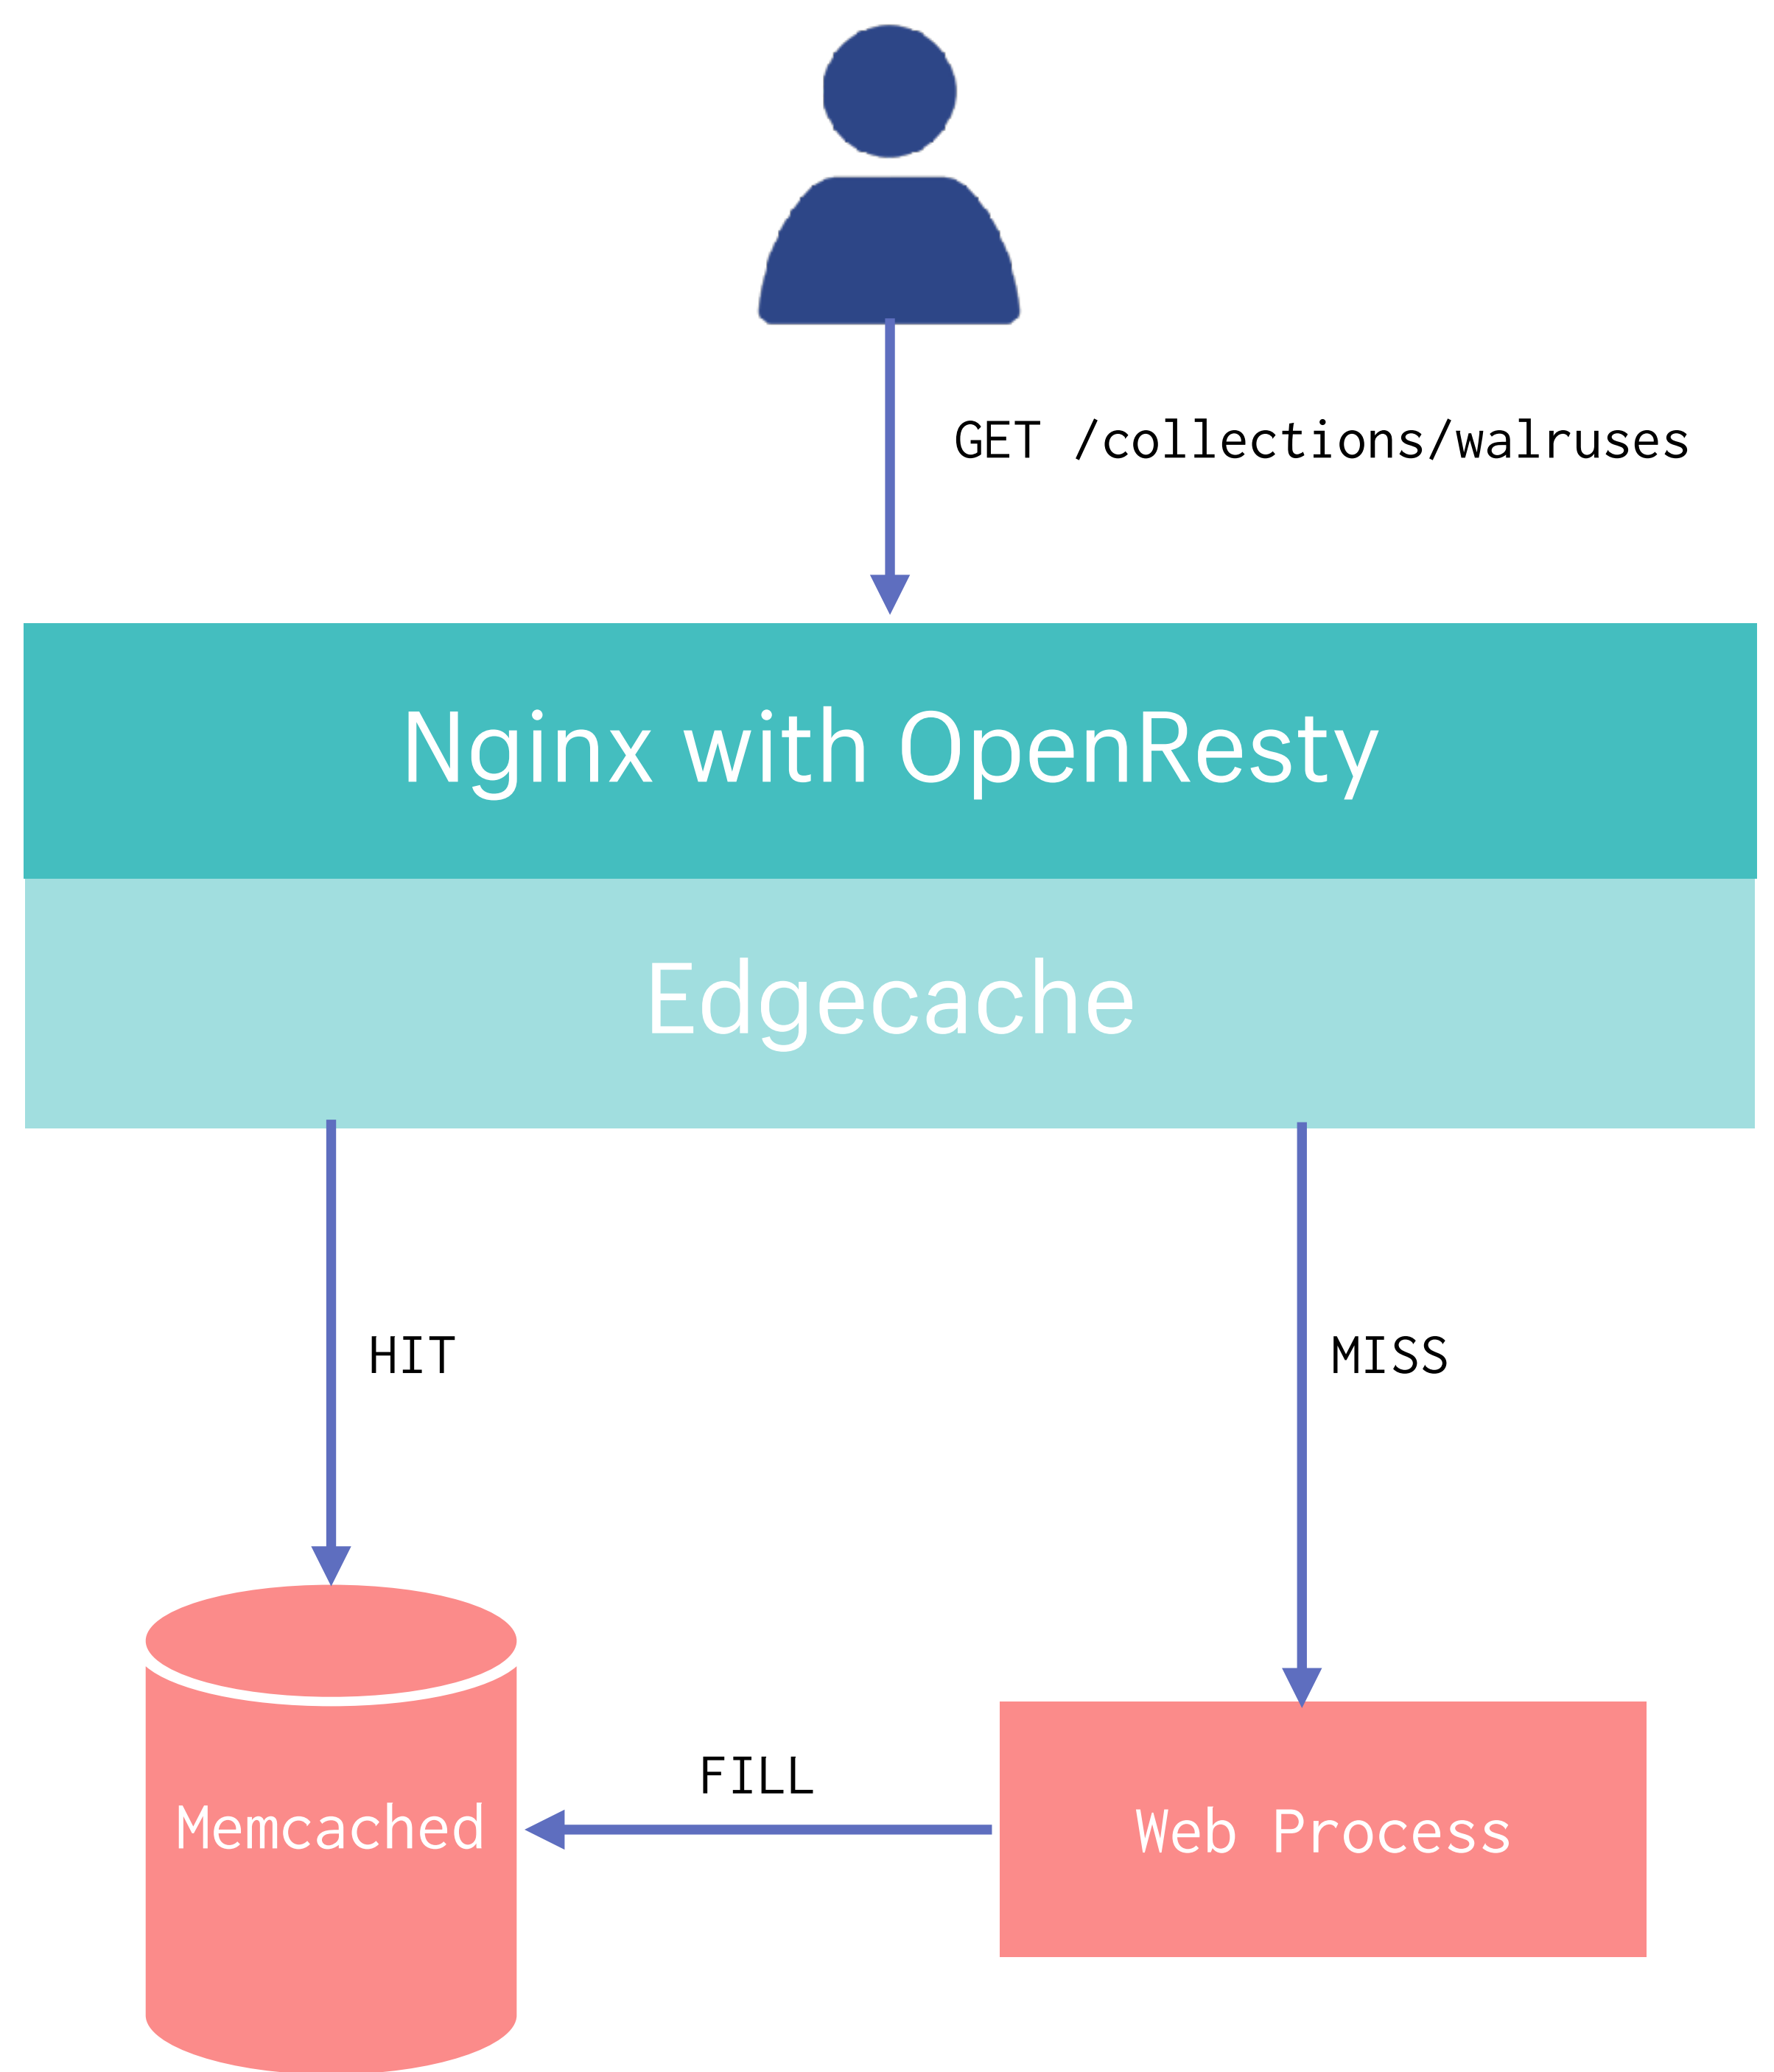 GET /collections/walruses
Nginx with OpenResty
Edgecache
HIT
MISS
FILL
Memcached
Web Process